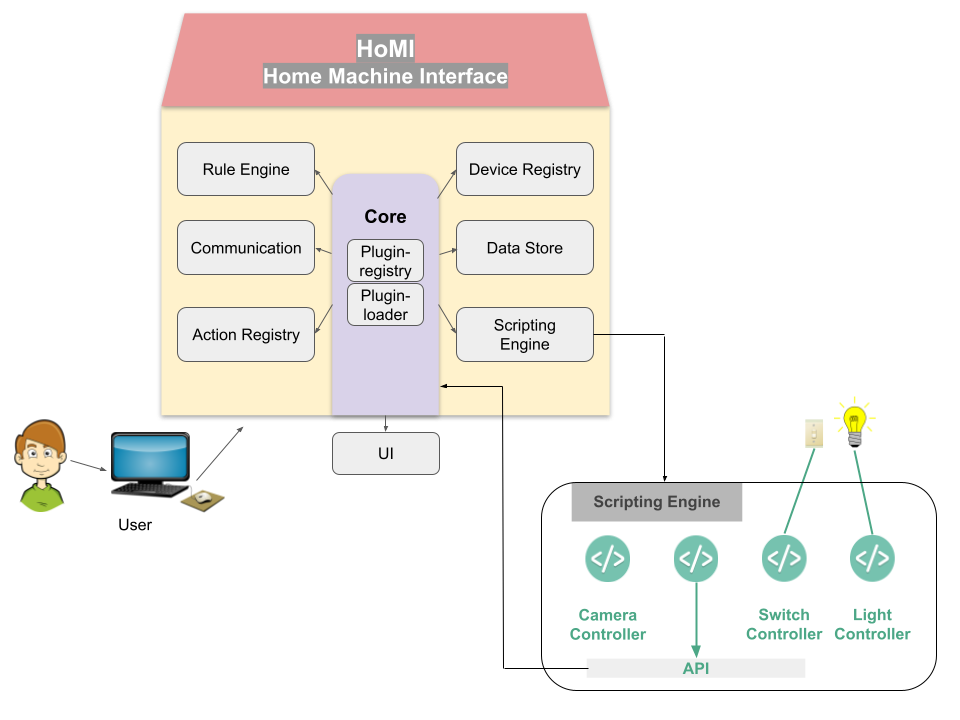 HoMI
Home Machine Interface
Rule Engine
Device Registry
Core
Communication
Plugin-
registry
Data Store
Plugin-
loader
Action Registry
Scripting
Engine
UI
User
Scripting Engine
</>
</>
</>
</>
Camera
Controller
Switch
Controller
Light
Controller
API